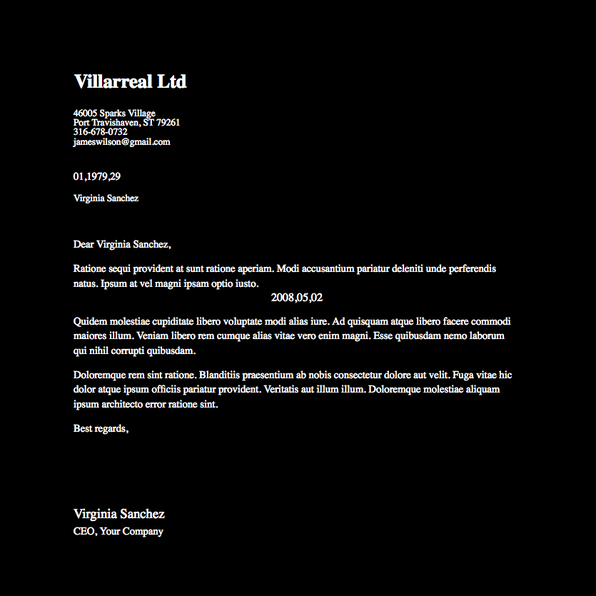 Villarreal Ltd
46005 Sparks Village
Port Travishaven, ST 79261
316-678-0732
jameswilson@gmail.com
01,1979,29
Virginia Sanchez
Dear Virginia Sanchez,
Ratione sequi provident at sunt ratione aperiam. Modi accusantium pariatur deleniti unde perferendis
natus. Ipsum at vel magni ipsam optio iusto.
2008,05,02
Quidem molestiae cupiditate libero voluptate modi alias iure. Ad quisquam atque libero facere commodi
maiores illum. Veniam libero rem cumque alias vitae vero enim magni. Esse quibusdam nemo laborum
qui nihil corrupti quibusdam.
Doloremque rem sint ratione. Blanditiis praesentium ab nobis consectetur dolore aut velit. Fuga vitae hic
dolor atque ipsum officiis pariatur provident. Veritatis aut illum illum. Doloremque molestiae aliquam
ipsum architecto error ratione sint.
Best regards,
Virginia Sanchez
CEO, Your Company